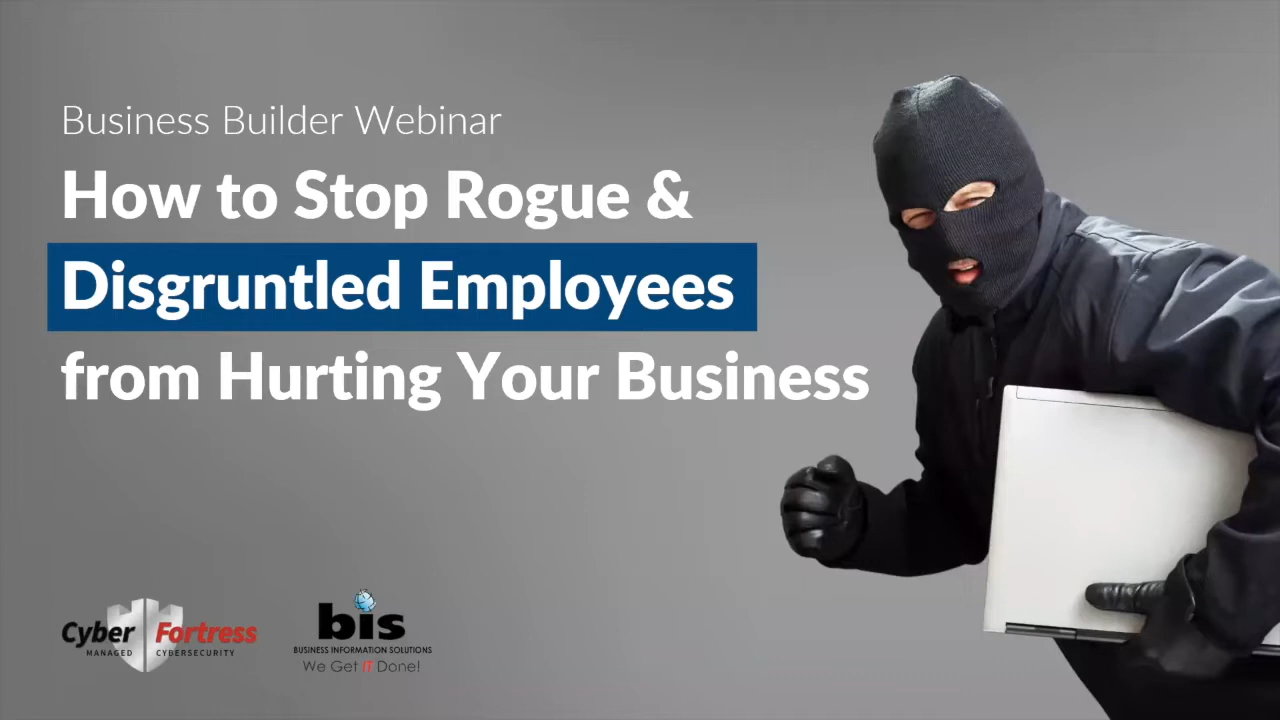 Business Builder Webinar
How to Stop Rogue &
Disgruntled Employees
from Hurting Your Business
Cyber Fortress
MANAGED CYBERSECURITY
bis
BUSINESS INFORMATION SOLUTIONS
We Get IT Done!